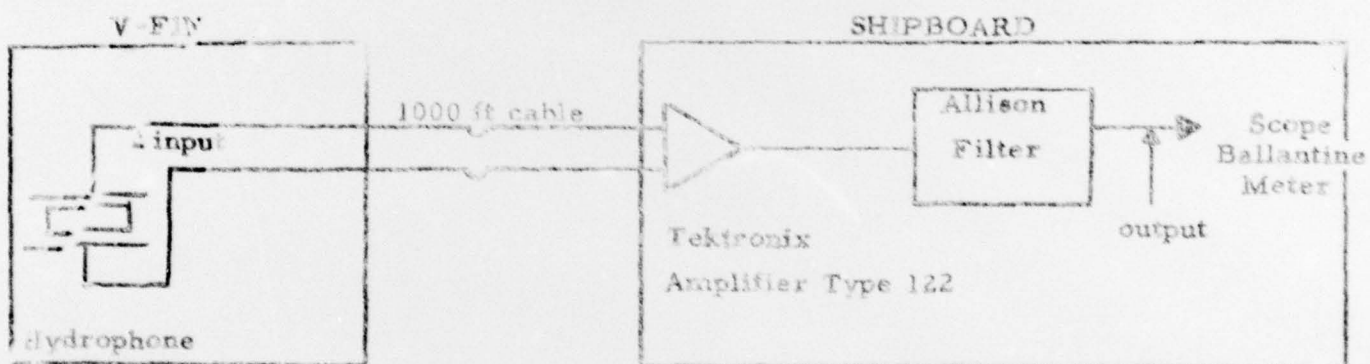 V-FIN
SHIPBOARD
1000 ft cable
input
Allison
Filter
Scope
Ballantine
Meter
output
Tektronix
Amplifier Type 122
Hydrophone